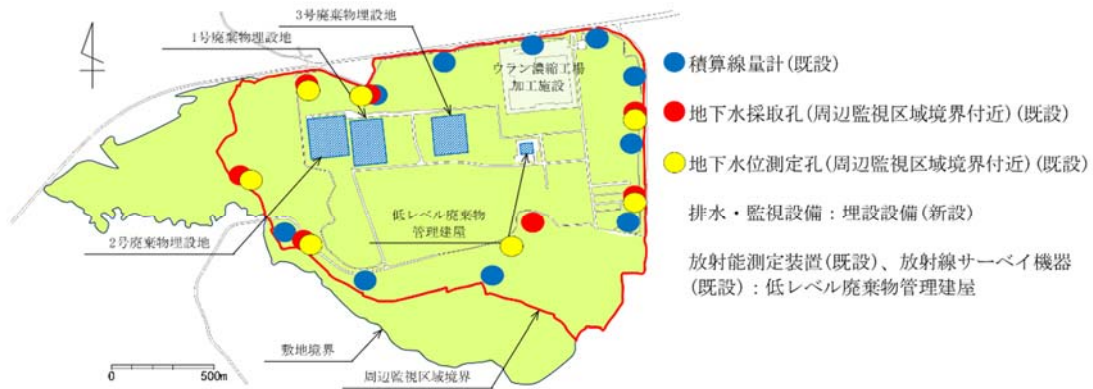 3号廃棄物埋設地
1号廃棄物埋設地
ウラン濃縮工場
加工施設
低レベル廃棄物
管理建屋
2号廃棄物埋設地
敷地境界
周辺監視区域境界
0 500m
積算線量計(既設)
地下水採取孔(周辺監視区域境界付近)(既設)
地下水位測定孔(周辺監視区域境界付近)(既設)
排水・監視設備：埋設設備(新設)
放射能測定装置(既設)、放射線サーベイ機器
(既設)：低レベル廃棄物管理建屋